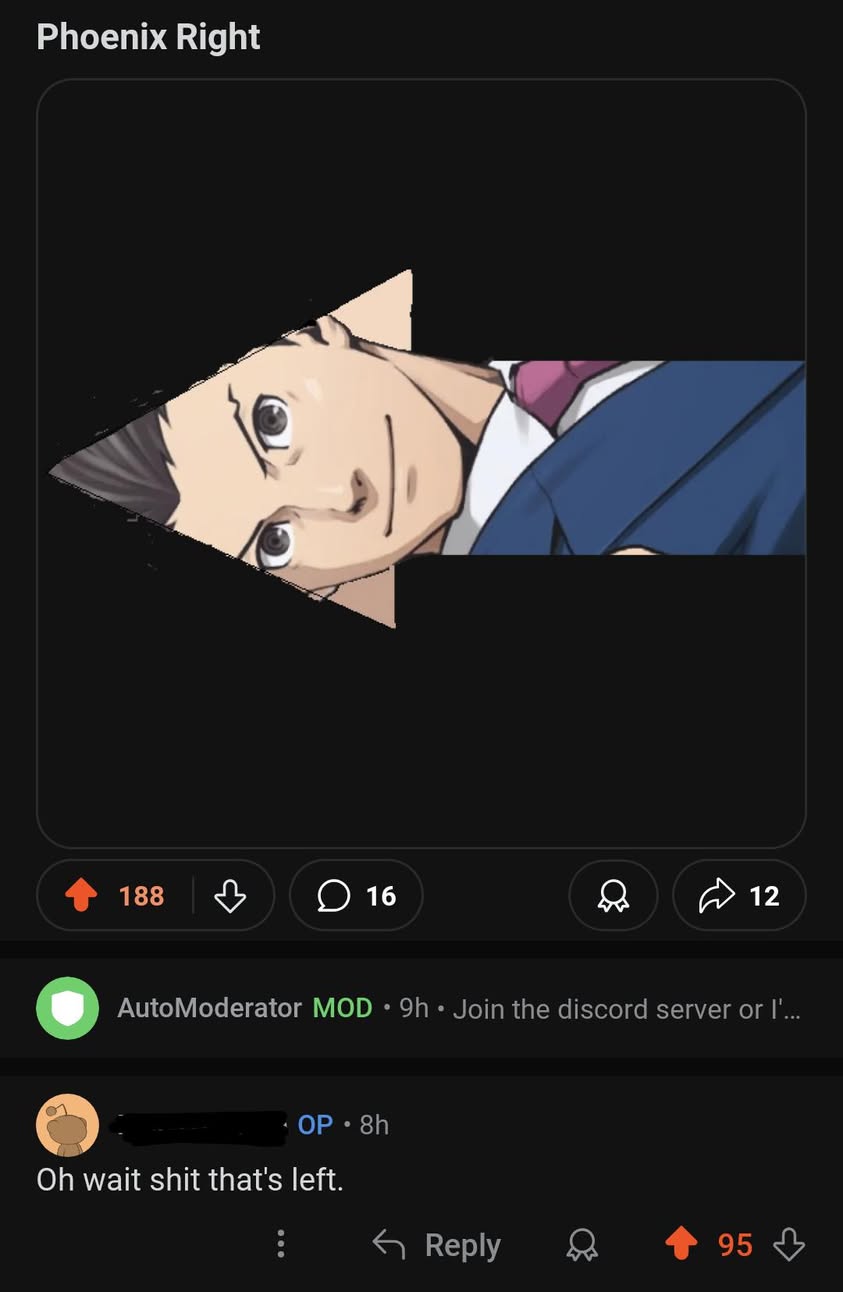 Phoenix Right
188
16
12
AutoModerator MOD • 9h • Join the discord server or I'...
OP • 8h
Oh wait shit that's left.
Reply
95